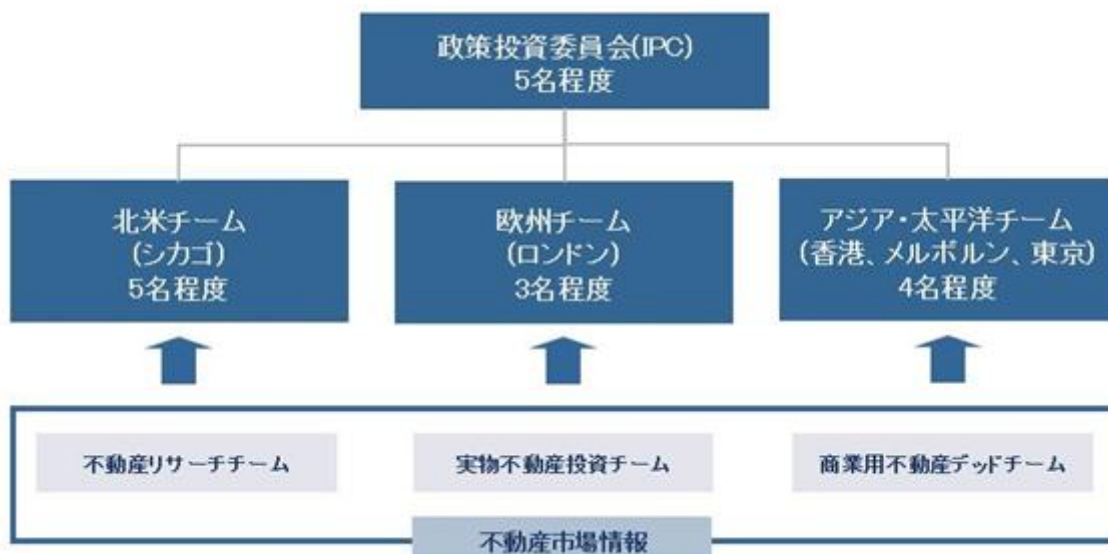 政策投資委員会(IPC)
5名程度
北米チーム
(シカゴ)
5名程度
欧州チーム
(ロンドン)
3名程度
アジア・太平洋チーム
(香港、メルボルン、東京)
4名程度
不動産リサーチチーム
実物不動産投資チーム
商業用不動産デッドチーム
不動産市場情報